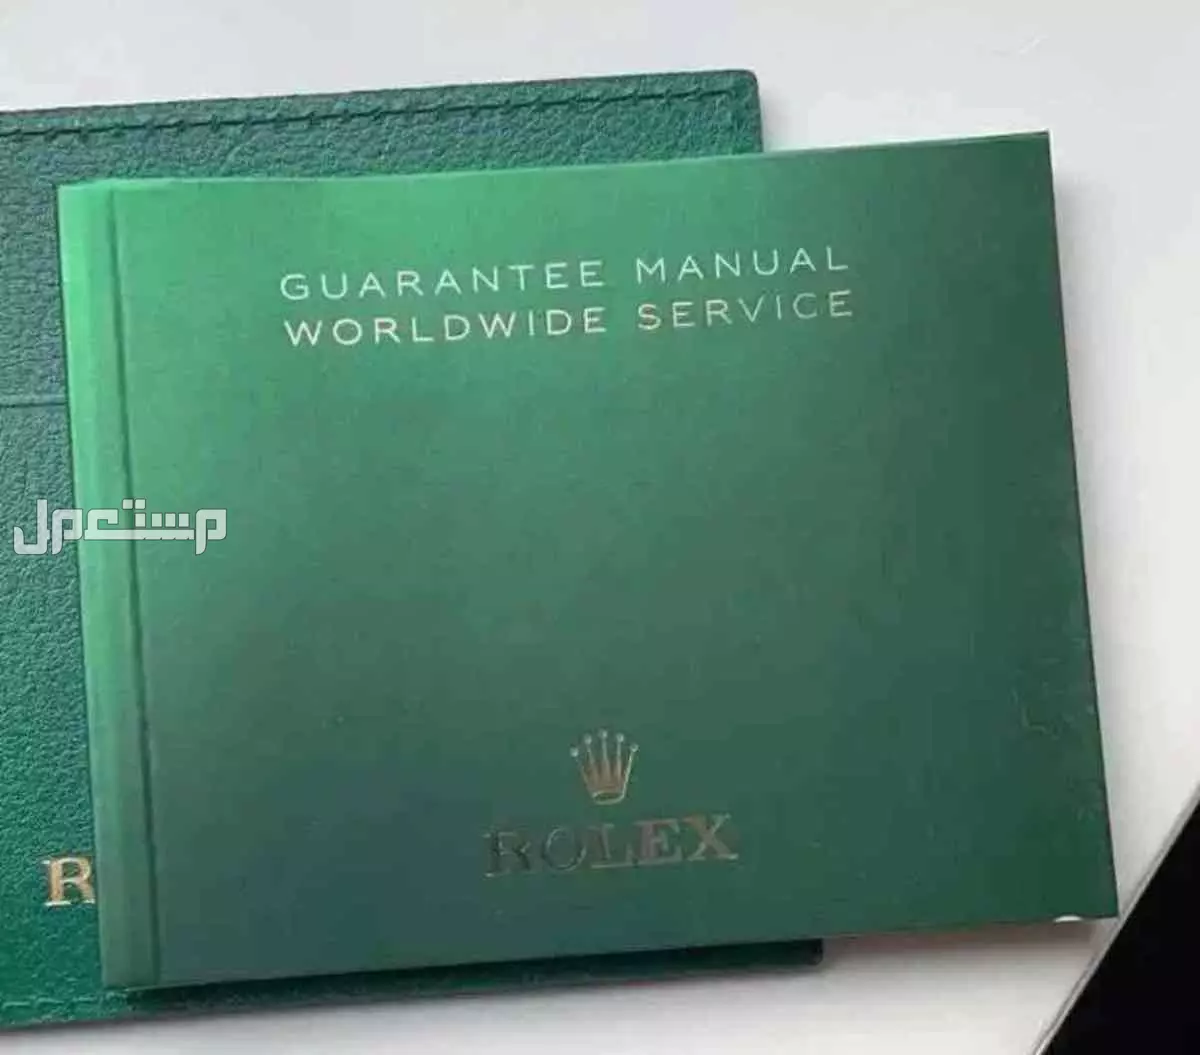 GUARANTEE MANUAL
WORLDWIDE SERVICE
مستعمل
ROLEX
R